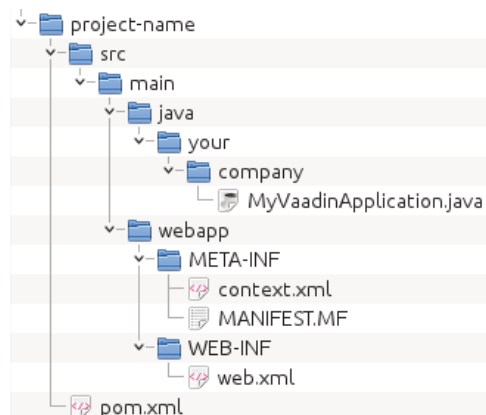 project-name
src
main
java
your
company
MyVaadinApplication.java
webapp
META-INF
context.xml
MANIFEST.MF
WEB-INF
web.xml
pom.xml